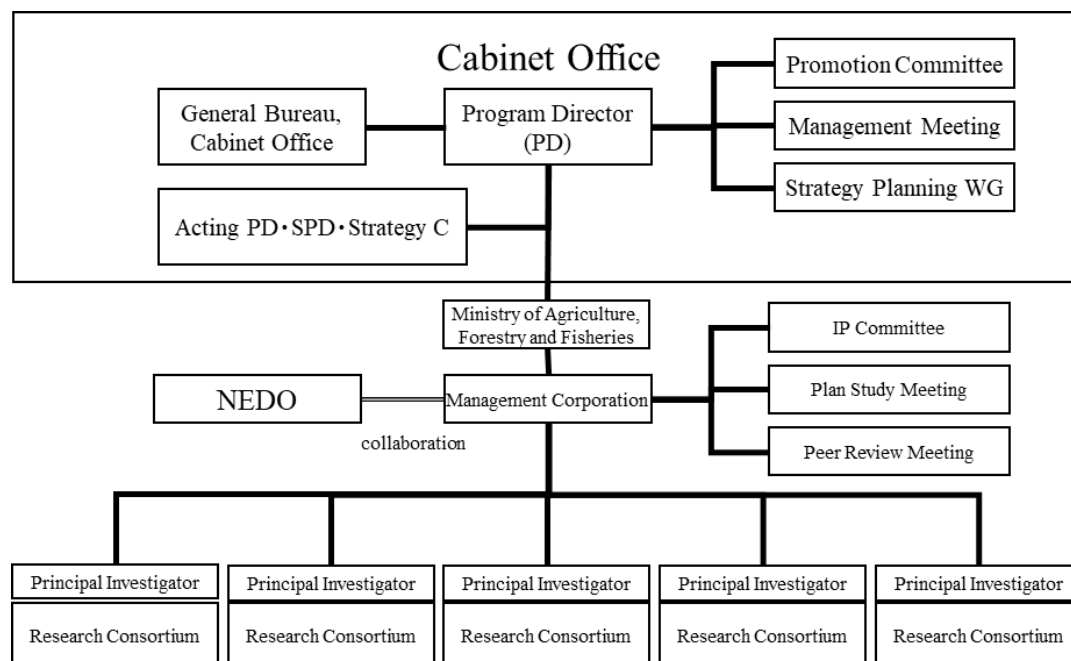 Cabinet Office
General Bureau,
Cabinet Office
Program Director
(PD)
Promotion Committee
Management Meeting
Strategy Planning WG
Acting PD・SPD・Strategy C
Ministry of Agriculture,
Forestry and Fisheries
NEDO
collaboration
Management Corporation
IP Committee
Plan Study Meeting
Peer Review Meeting
Principal Investigator
Research Consortium
Principal Investigator
Research Consortium
Principal Investigator
Research Consortium
Principal Investigator
Research Consortium
Principal Investigator
Research Consortium